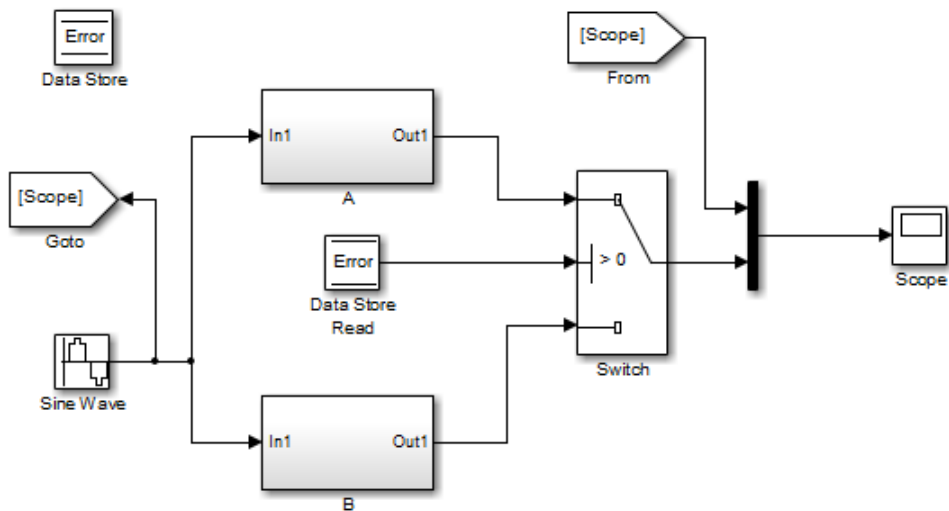 Error
Data Store
[Scope]
From
In1
Out1
A
[Scope]
Goto
Error
Data Store
Read
> 0
Switch
Scope
Sine Wave
In1
Out1
B